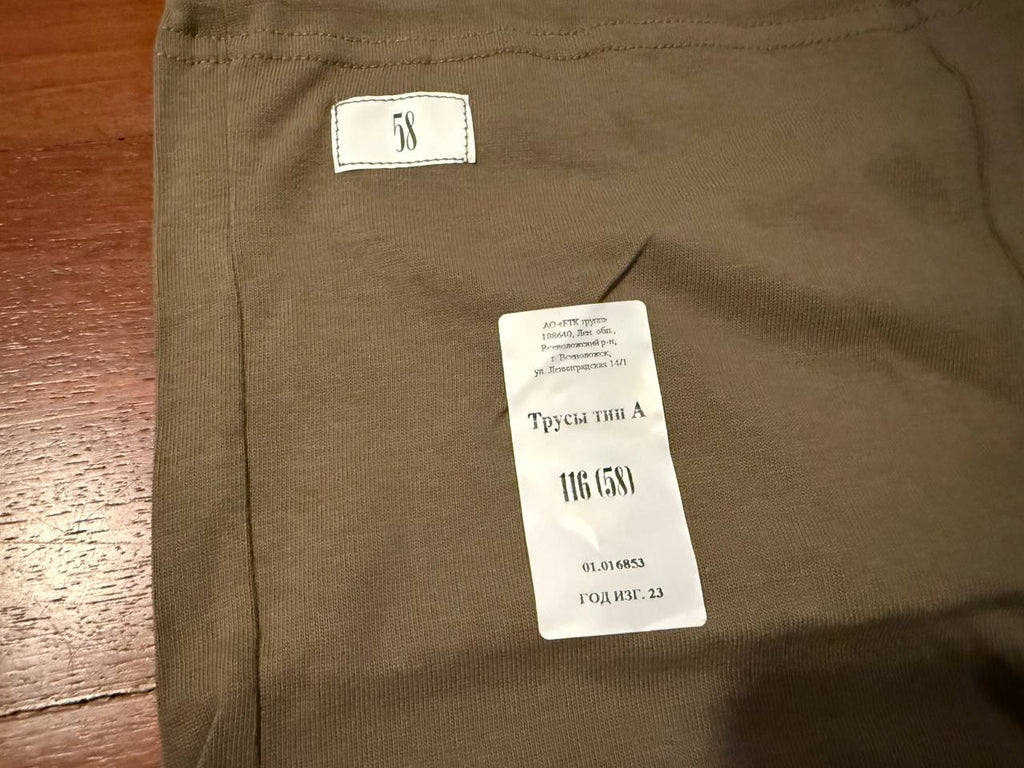 58
АО «БТК групп»
188640, Лен. обл.,
Всеволожский р-н,
г. Всеволожск,
ул. Ленинградская 14/1
Трусы тип А
116 (58)
01.016853
ГОД ИЗГ. 23